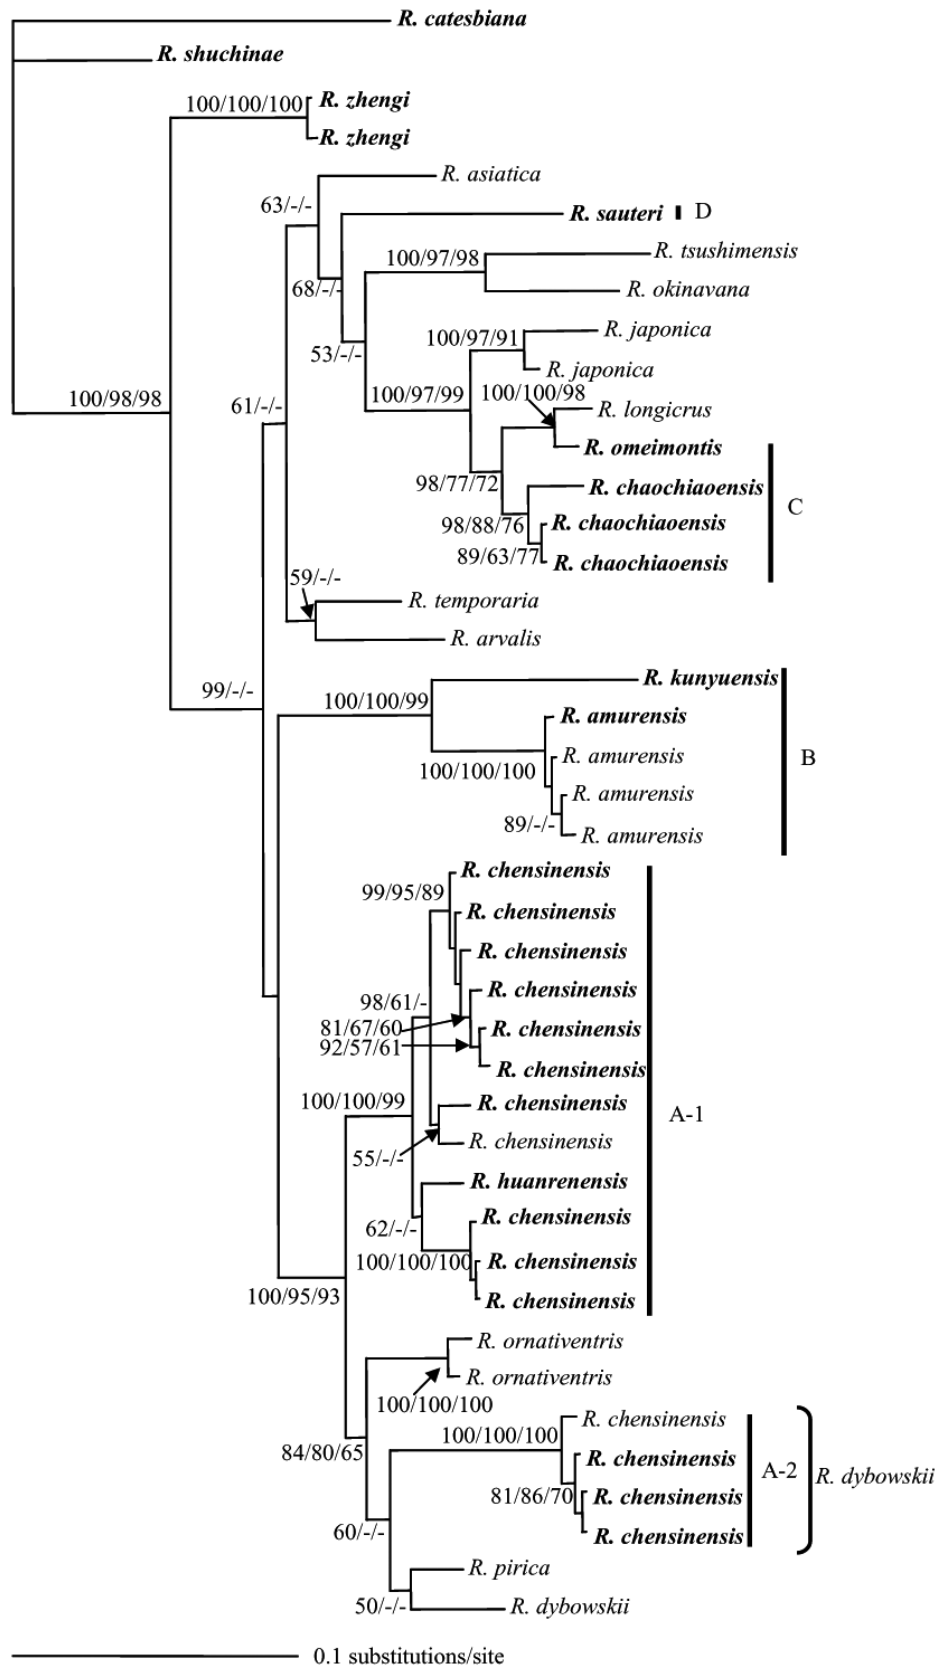 R. catesbiana
R. shuchinae
100/100/100
R. zhengi
R. zhengi
R. asiatica
63/-/-
R. sauteri
D
R. tsushimensis
100/97/98
68/-/-
R. okinavana
R. japonica
100/97/91
53/-/-
R. japonica
100/97/99
100/100/98
100/98/98
61/-/-
R. longicrus
R. omeimontis
98/77/72
R. chaochiaoensis
C
98/88/76
R. chaochiaoensis
89/63/77
R. chaochiaoensis
59/-/-
R. temporaria
R. arvalis
99/-/-
R. kunyuensis
100/100/99
R. amurensis
B
R. amurensis
100/100/100
R. amurensis
89/-/-
R. amurensis
R. chensinensis
99/95/89
R. chensinensis
R. chensinensis
R. chensinensis
98/61/-
81/67/60
R. chensinensis
92/57/61
R. chensinensis
100/100/99
R. chensinensis
A-1
R. chensinensis
55/-/-
R. huanrenensis
R. chensinensis
62/-/-
100/100/100
R. chensinensis
100/95/93
R. chensinensis
R. ornativentris
R. ornativentris
100/100/100
R. chensinensis
100/100/100
84/80/65
R. chensinensis
A-2
R. dybowskii
81/86/70
R. chensinensis
60/-/-
R. chensinensis
R. pirica
50/-/-
R. dybowskii
0.1 substitutions/site